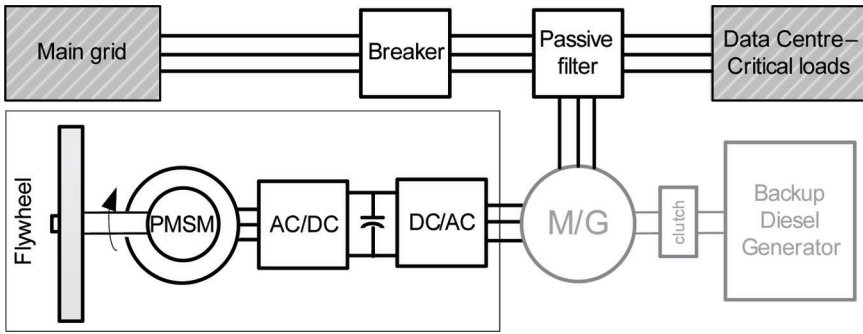 Main grid
Breaker
Passive
filter
Data Centre–
Critical loads
Flywheel
PMSM
AC/DC
DC/AC
M/G
clutch
Backup
Diesel
Generator